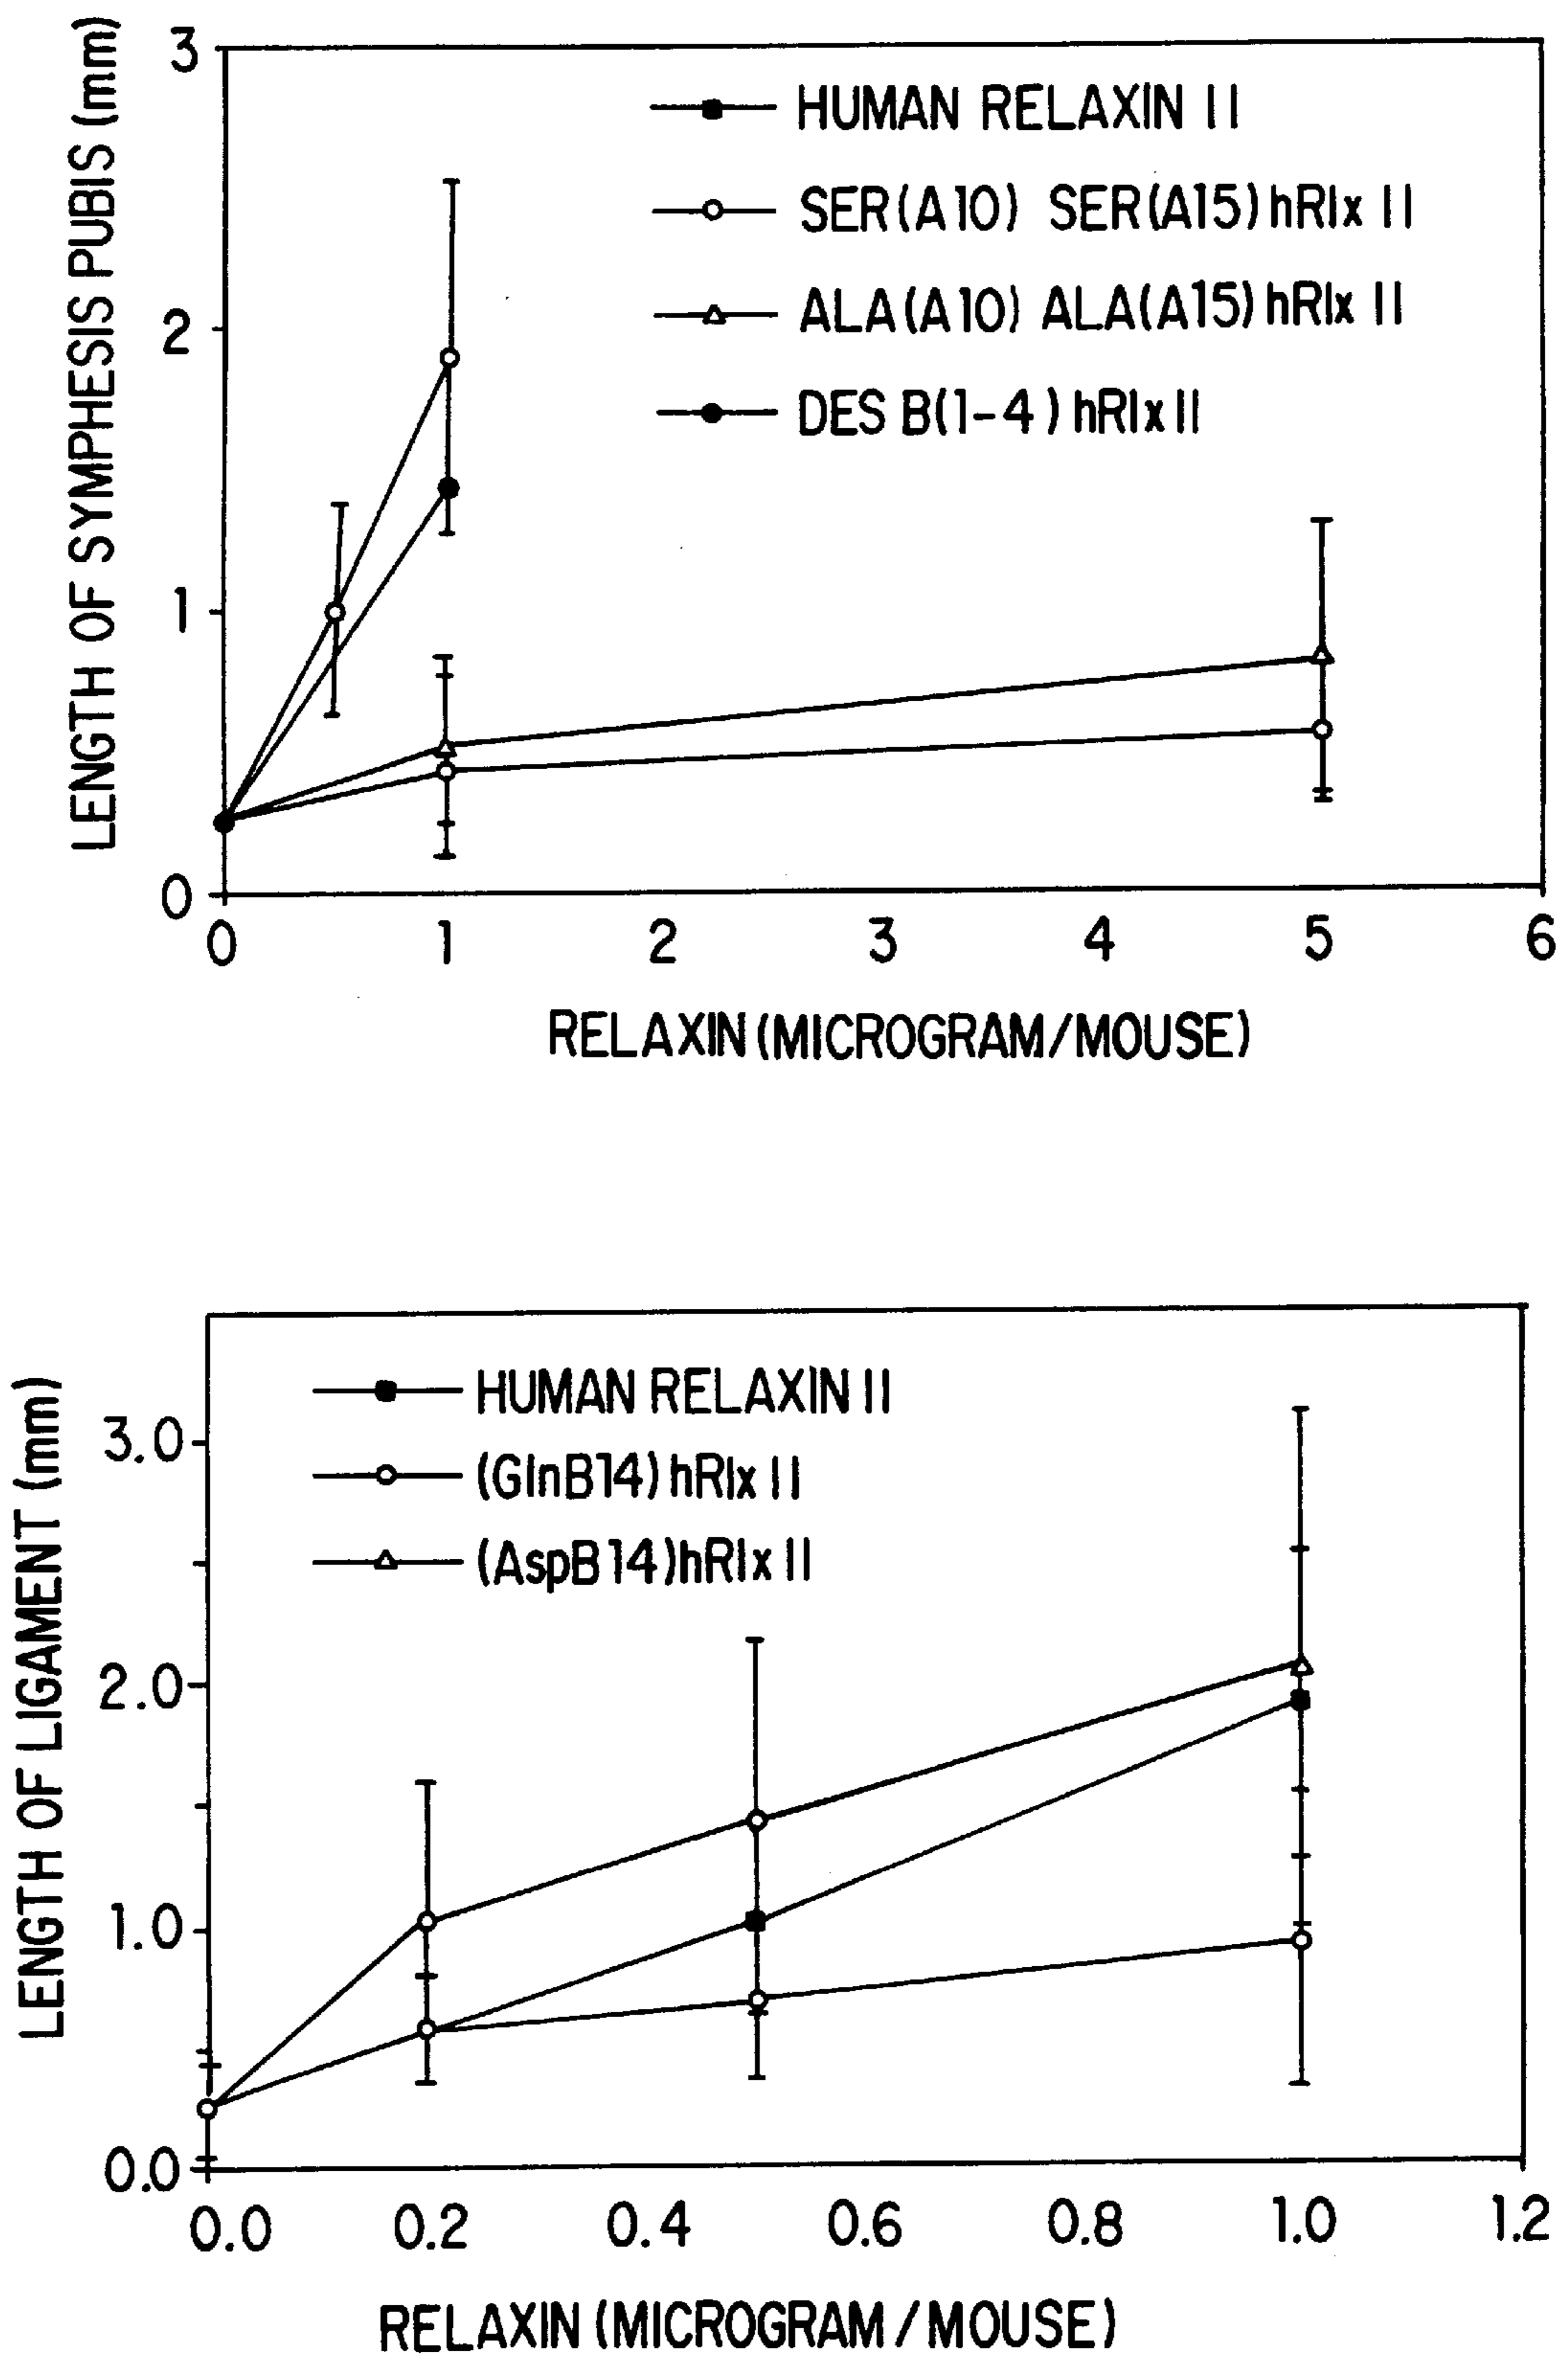 LENGTH OF SYMPHESIS PUBIS (mm)
3
2
1
0
HUMAN RELAXIN II
SER(A10) SER(A15)hRlx II
ALA(A10) ALA(A15)hRlx II
DES B(1-4)hRlx II
0 1 2 3 4 5 6
RELAXIN(MICROGRAM/MOUSE)
LENGTH OF LIGAMENT (mm)
3.0
2.0
1.0
0.0
HUMAN RELAXIN II
(GlnB14)hRlx II
(AspB14)hRlx II
0.0 0.2 0.4 0.6 0.8 1.0 1.2
RELAXIN (MICROGRAM/MOUSE)